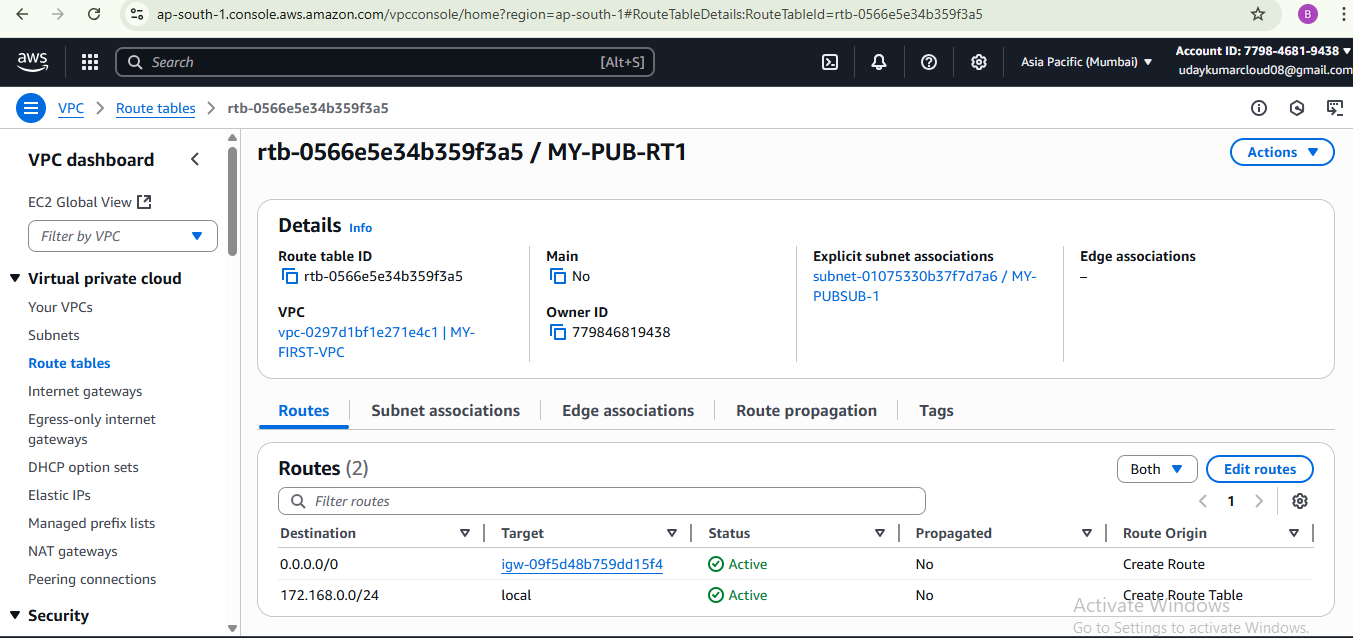 ap-south-1.console.aws.amazon.com/vpcconsole/home?region=ap-south-1#RouteTableDetails:RouteTableId=rtb-0566e5e34b359f3a5
B
aws
Search [Alt+S]
Asia Pacific (Mumbai)
Account ID: 7798-4681-9438
udaykumarcloud08@gmail.com
VPC > Route tables > rtb-0566e5e34b359f3a5
VPC dashboard
EC2 Global View
Filter by VPC
Virtual private cloud
Your VPCs
Subnets
Route tables
Internet gateways
Egress-only internet
gateways
DHCP option sets
Elastic IPs
Managed prefix lists
NAT gateways
Peering connections
Security
rtb-0566e5e34b359f3a5 / MY-PUB-RT1
Actions
Details Info
Route table ID
rtb-0566e5e34b359f3a5
VPC
vpc-0297d1bf1e271e4c1 | MY-
FIRST-VPC
Main
No
Owner ID
779846819438
Explicit subnet associations
subnet-01075330b37f7d7a6 / MY-
PUBSUB-1
Edge associations
–
Routes Subnet associations Edge associations Route propagation Tags
Routes (2)
Both Edit routes
Filter routes
1
Destination Target Status Propagated Route Origin
0.0.0.0/0 igw-09f5d48b759dd15f4 Active No Create Route
172.168.0.0/24 local Active No Create Route Table
Activate Windows
Go to Settings to activate Windows.